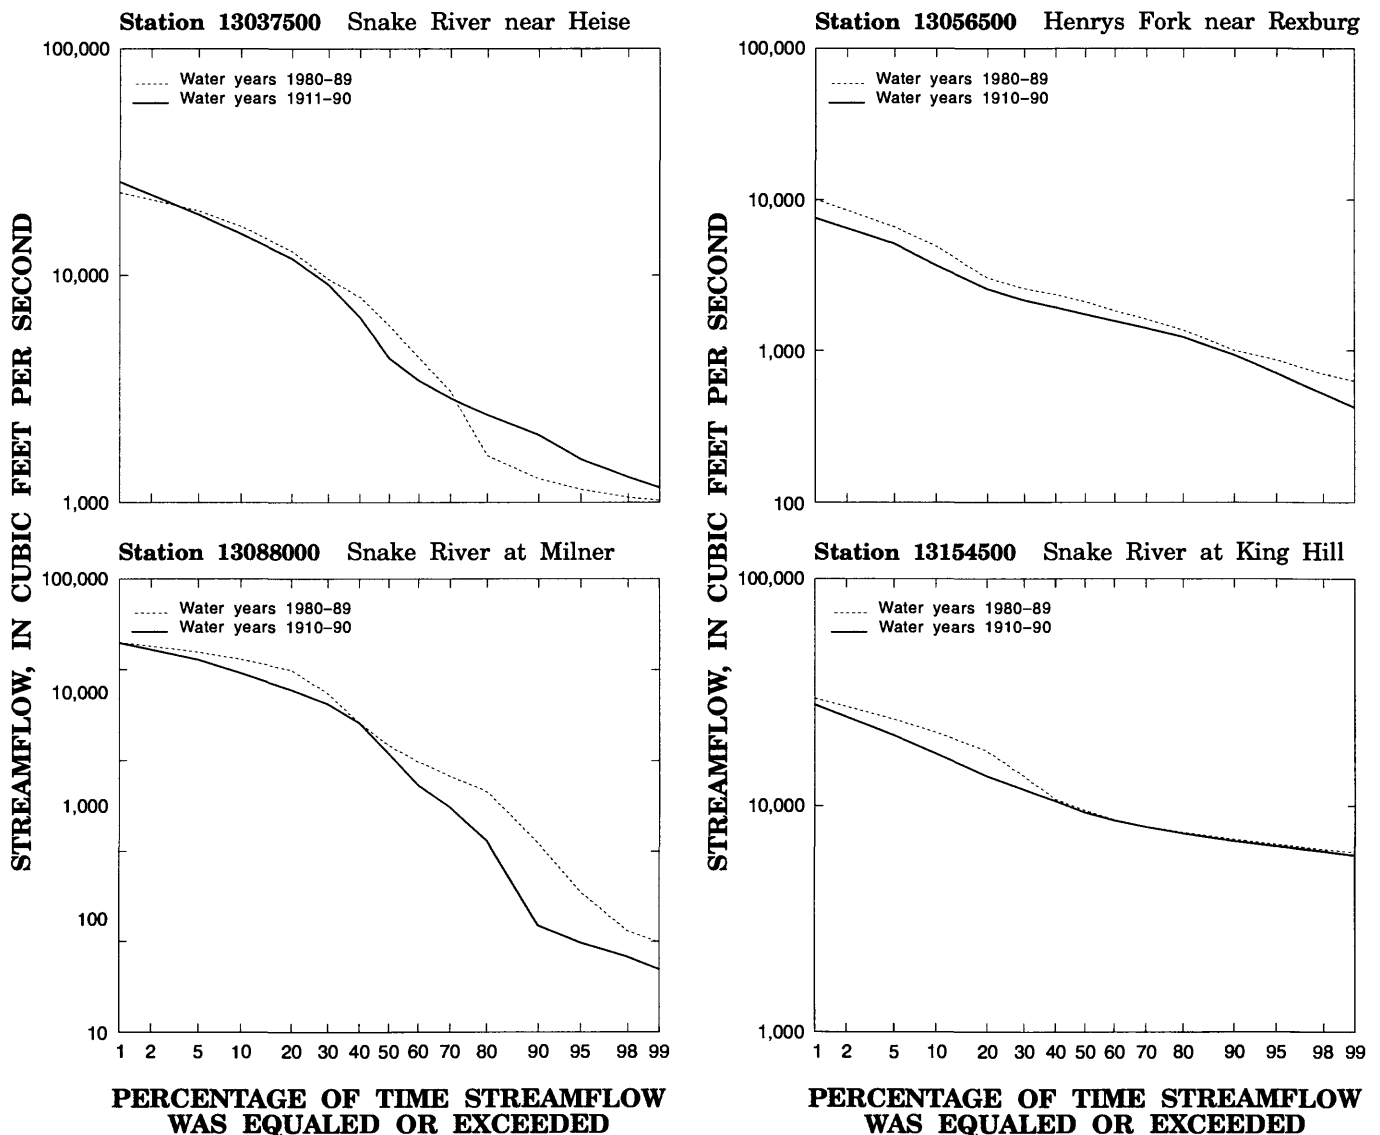 Station 13037500 Snake River near Heise
100,000
Water years 1980-89
Water years 1911-90
10,000
1,000
Station 13056500 Henrys Fork near Rexburg
100,000
Water years 1980-89
Water years 1910-90
10,000
1,000
100
Station 13088000 Snake River at Milner
100,000
Water years 1980-89
Water years 1910-90
10,000
1,000
100
10
1 2 5 10 20 30 40 50 60 70 80 90 95 98 99
Station 13154500 Snake River at King Hill
100,000
Water years 1980-89
Water years 1910-90
10,000
1,000
1 2 5 10 20 30 40 50 60 70 80 90 95 98 99
STREAMFLOW, IN CUBIC FEET PER SECOND
STREAMFLOW, IN CUBIC FEET PER SECOND
PERCENTAGE OF TIME STREAMFLOW
WAS EQUALED OR EXCEEDED
PERCENTAGE OF TIME STREAMFLOW
WAS EQUALED OR EXCEEDED